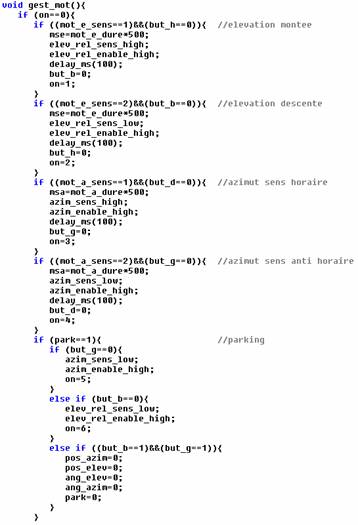 void gest_mot(){
if (on==0){
if ((mot_e_sens==1)&&(but_h==0)){ //elevation montee
mse=mot_e_dure*500;
elev_rel_sens_high;
elev_rel_enable_high;
delay_ms(100);
but_b=0;
on=1;
}
if ((mot_e_sens==2)&&(but_b==0)){ //elevation descente
mse=mot_e_dure*500;
elev_rel_sens_low;
elev_rel_enable_high;
delay_ms(100);
but_h=0;
on=2;
}
if ((mot_a_sens==1)&&(but_d==0)){ //azimut sens horaire
msa=mot_a_dure*500;
azim_sens_high;
azim_enable_high;
delay_ms(100);
but_g=0;
on=3;
}
if ((mot_a_sens==2)&&(but_g==0)){ //azimut sens anti horaire
msa=mot_a_dure*500;
azim_sens_low;
azim_enable_high;
delay_ms(100);
but_d=0;
on=4;
}
if (park==1){ //parking
if (but_g==0){
azim_sens_low;
azim_enable_high;
on=5;
}
else if (but_b==0){
elev_rel_sens_low;
elev_rel_enable_high;
on=6;
}
else if ((but_b==1)&&(but_g==1)){
pos_azim=0;
pos_elev=0;
ang_elev=0;
ang_azim=0;
park=0;
}
}